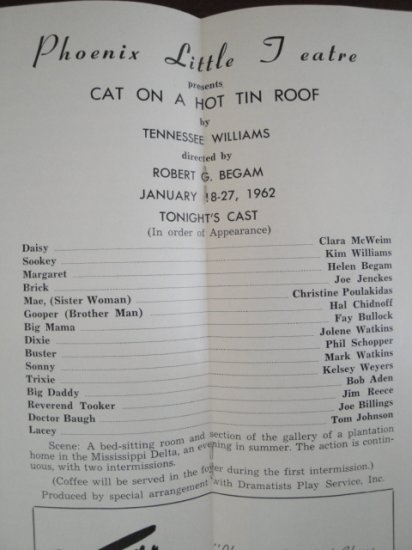 Phoenix Little T eatre
presents
CAT ON A HOT TIN ROOF
by
TENNESSEE WILLIAMS
directed by
ROBERT G. BEGAM
JANUARY 18-27, 1962
TONIGHT'S CAST
(In order of Appearance)
Daisy Clara McWeim
Sookey Kim Williams
Margaret Helen Begam
Brick Joe Jenckes
Mae, (Sister Woman) Christine Poulakidas
Gooper (Brother Man) Hal Chidnoff
Big Mama Fay Bullock
Dixie Jolene Watkins
Buster Phil Schopper
Sonny Mark Watkins
Trixie Kelsey Weyers
Big Daddy Bob Aden
Reverend Tooker Jim Reece
Doctor Baugh Joe Billings
Lacey Tom Johnson
Scene: A bed-sitting room and section of the gallery of a plantation
home in the Mississippi Delta, an evening in summer. The action is contin-
uous, with two intermissions.
(Coffee will be served in the foyer during the first intermission.)
Produced by special arrangement with Dramatists Play Service, Inc.